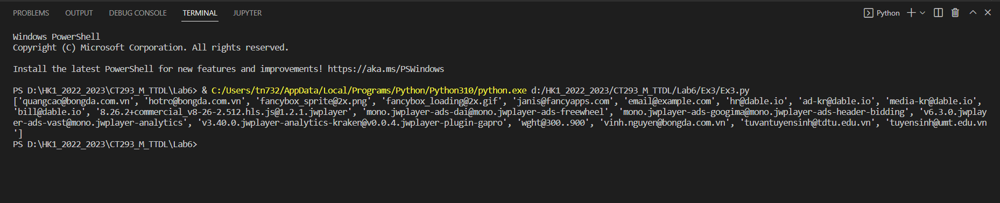 PROBLEMS OUTPUT DEBUG CONSOLE TERMINAL JUPYTER Python
Windows PowerShell
Copyright (C) Microsoft Corporation. All rights reserved.
Install the latest PowerShell for new features and improvements! https://aka.ms/PSWindows
PS D:\HK1_2022_2023\CT293_M_TTDL\Lab6> & C:/Users/tn732/AppData/Local/Programs/Python/Python310/python.exe d:/HK1_2022_2023/CT293_M_TTDL/Lab6/Ex3/Ex3.py
['quangcao@bongda.com.vn', 'hotro@bongda.com.vn', 'fancybox_sprite@2x.png', 'fancybox_loading@2x.gif', 'janis@fancyapps.com', 'email@example.com', 'hr@dable.io', 'ad-kr@dable.io', 'media-kr@dable.io',
'bill@dable.io', '8.26.2+commercial_v8-26-2.512.hls.js@1.2.1.jwplayer', 'mono.jwplayer-ads-dai@mono.jwplayer-ads-freewheel', 'mono.jwplayer-ads-googima@mono.jwplayer-ads-header-bidding', 'v6.3.0.jwplay
er-ads-vast@mono.jwplayer-analytics', 'v3.40.0.jwplayer-analytics-kraken@v0.0.4.jwplayer-plugin-gapro', 'wght@300..900', 'vinh.nguyen@bongda.com.vn', 'tuvantuyensinh@tdtu.edu.vn', 'tuyensinh@umt.edu.vn
']
PS D:\HK1_2022_2023\CT293_M_TTDL\Lab6>